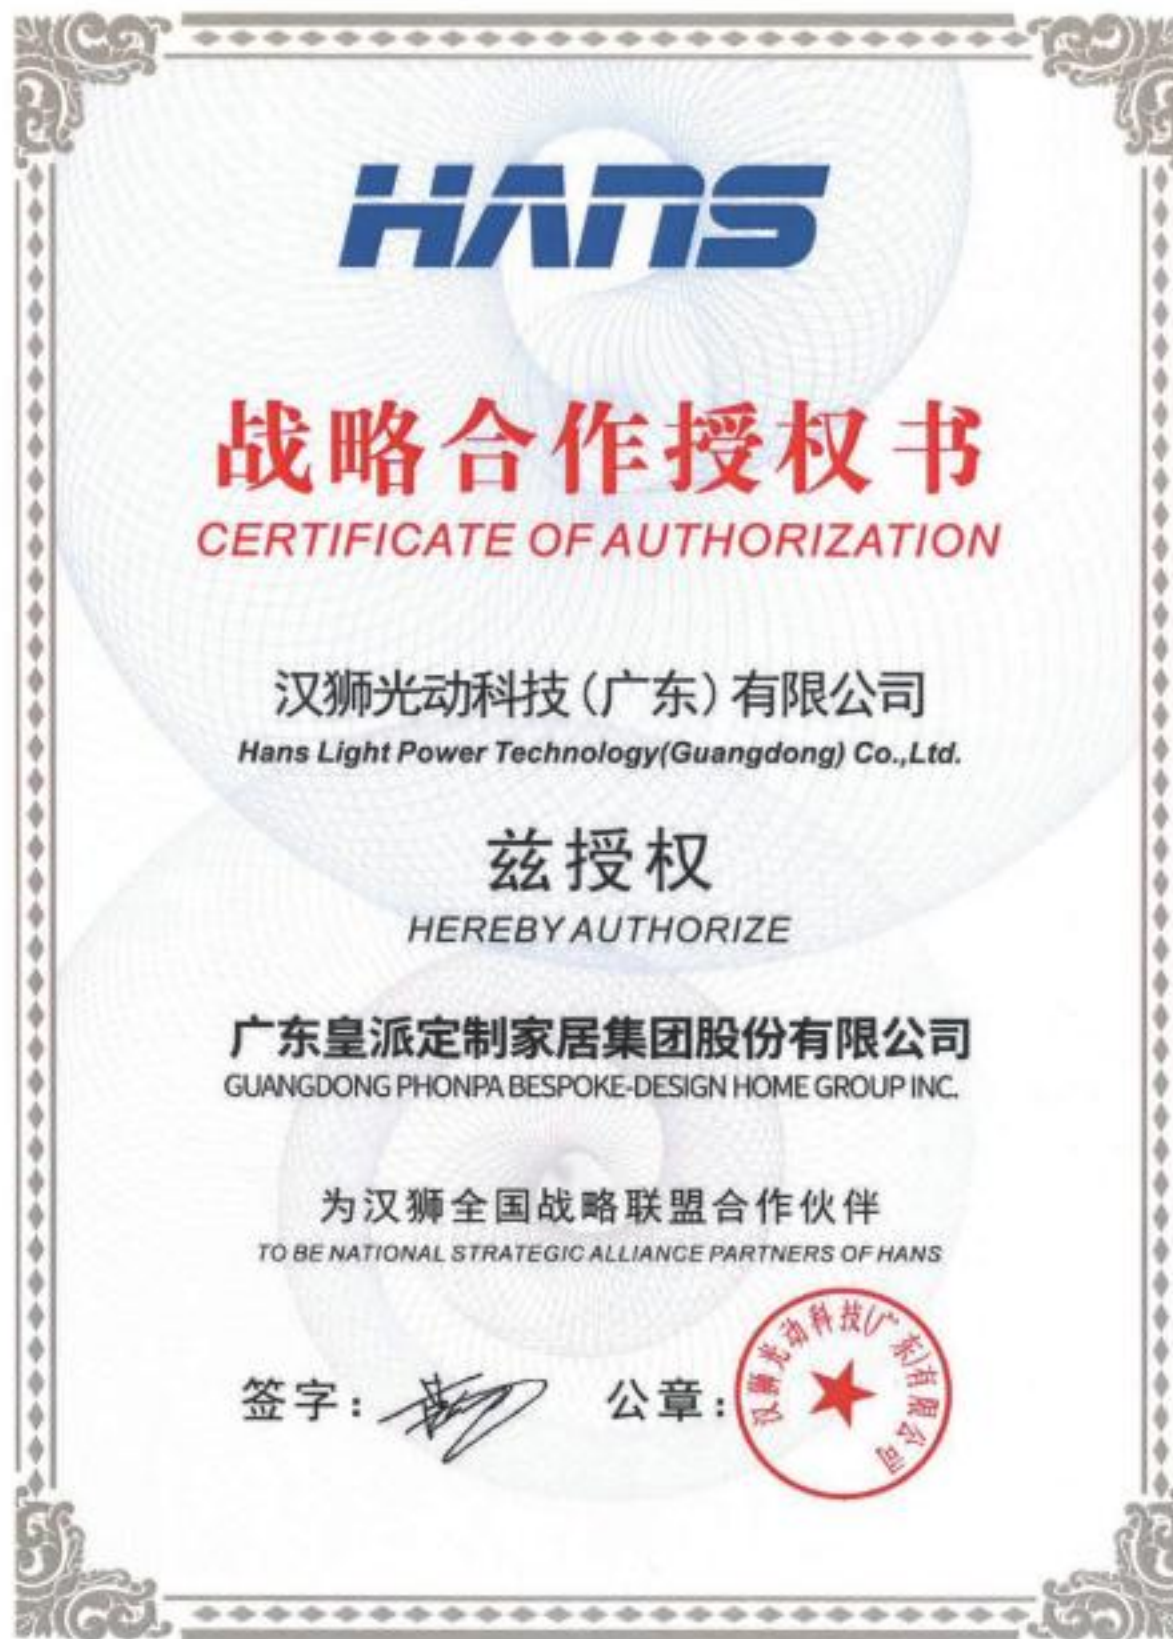 HANS
战略合作授权书
CERTIFICATE OF AUTHORIZATION
汉狮光动科技（广东）有限公司
Hans Light Power Technology(Guangdong) Co.,Ltd.
兹授权
HEREBY AUTHORIZE
广东皇派定制家居集团股份有限公司
GUANGDONG PHONPA BESPOKE-DESIGN HOME GROUP INC.
为汉狮全国战略联盟合作伙伴
TO BE NATIONAL STRATEGIC ALLIANCE PARTNERS OF HANS
签字： 公章：
汉狮光动科技(广东)有限公司